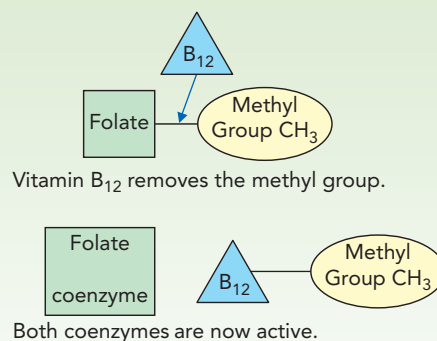 B₁₂
Folate
Methyl
Group CH₃
Vitamin B₁₂ removes the methyl group.
Folate
coenzyme
B₁₂
Methyl
Group CH₃
Both coenzymes are now active.